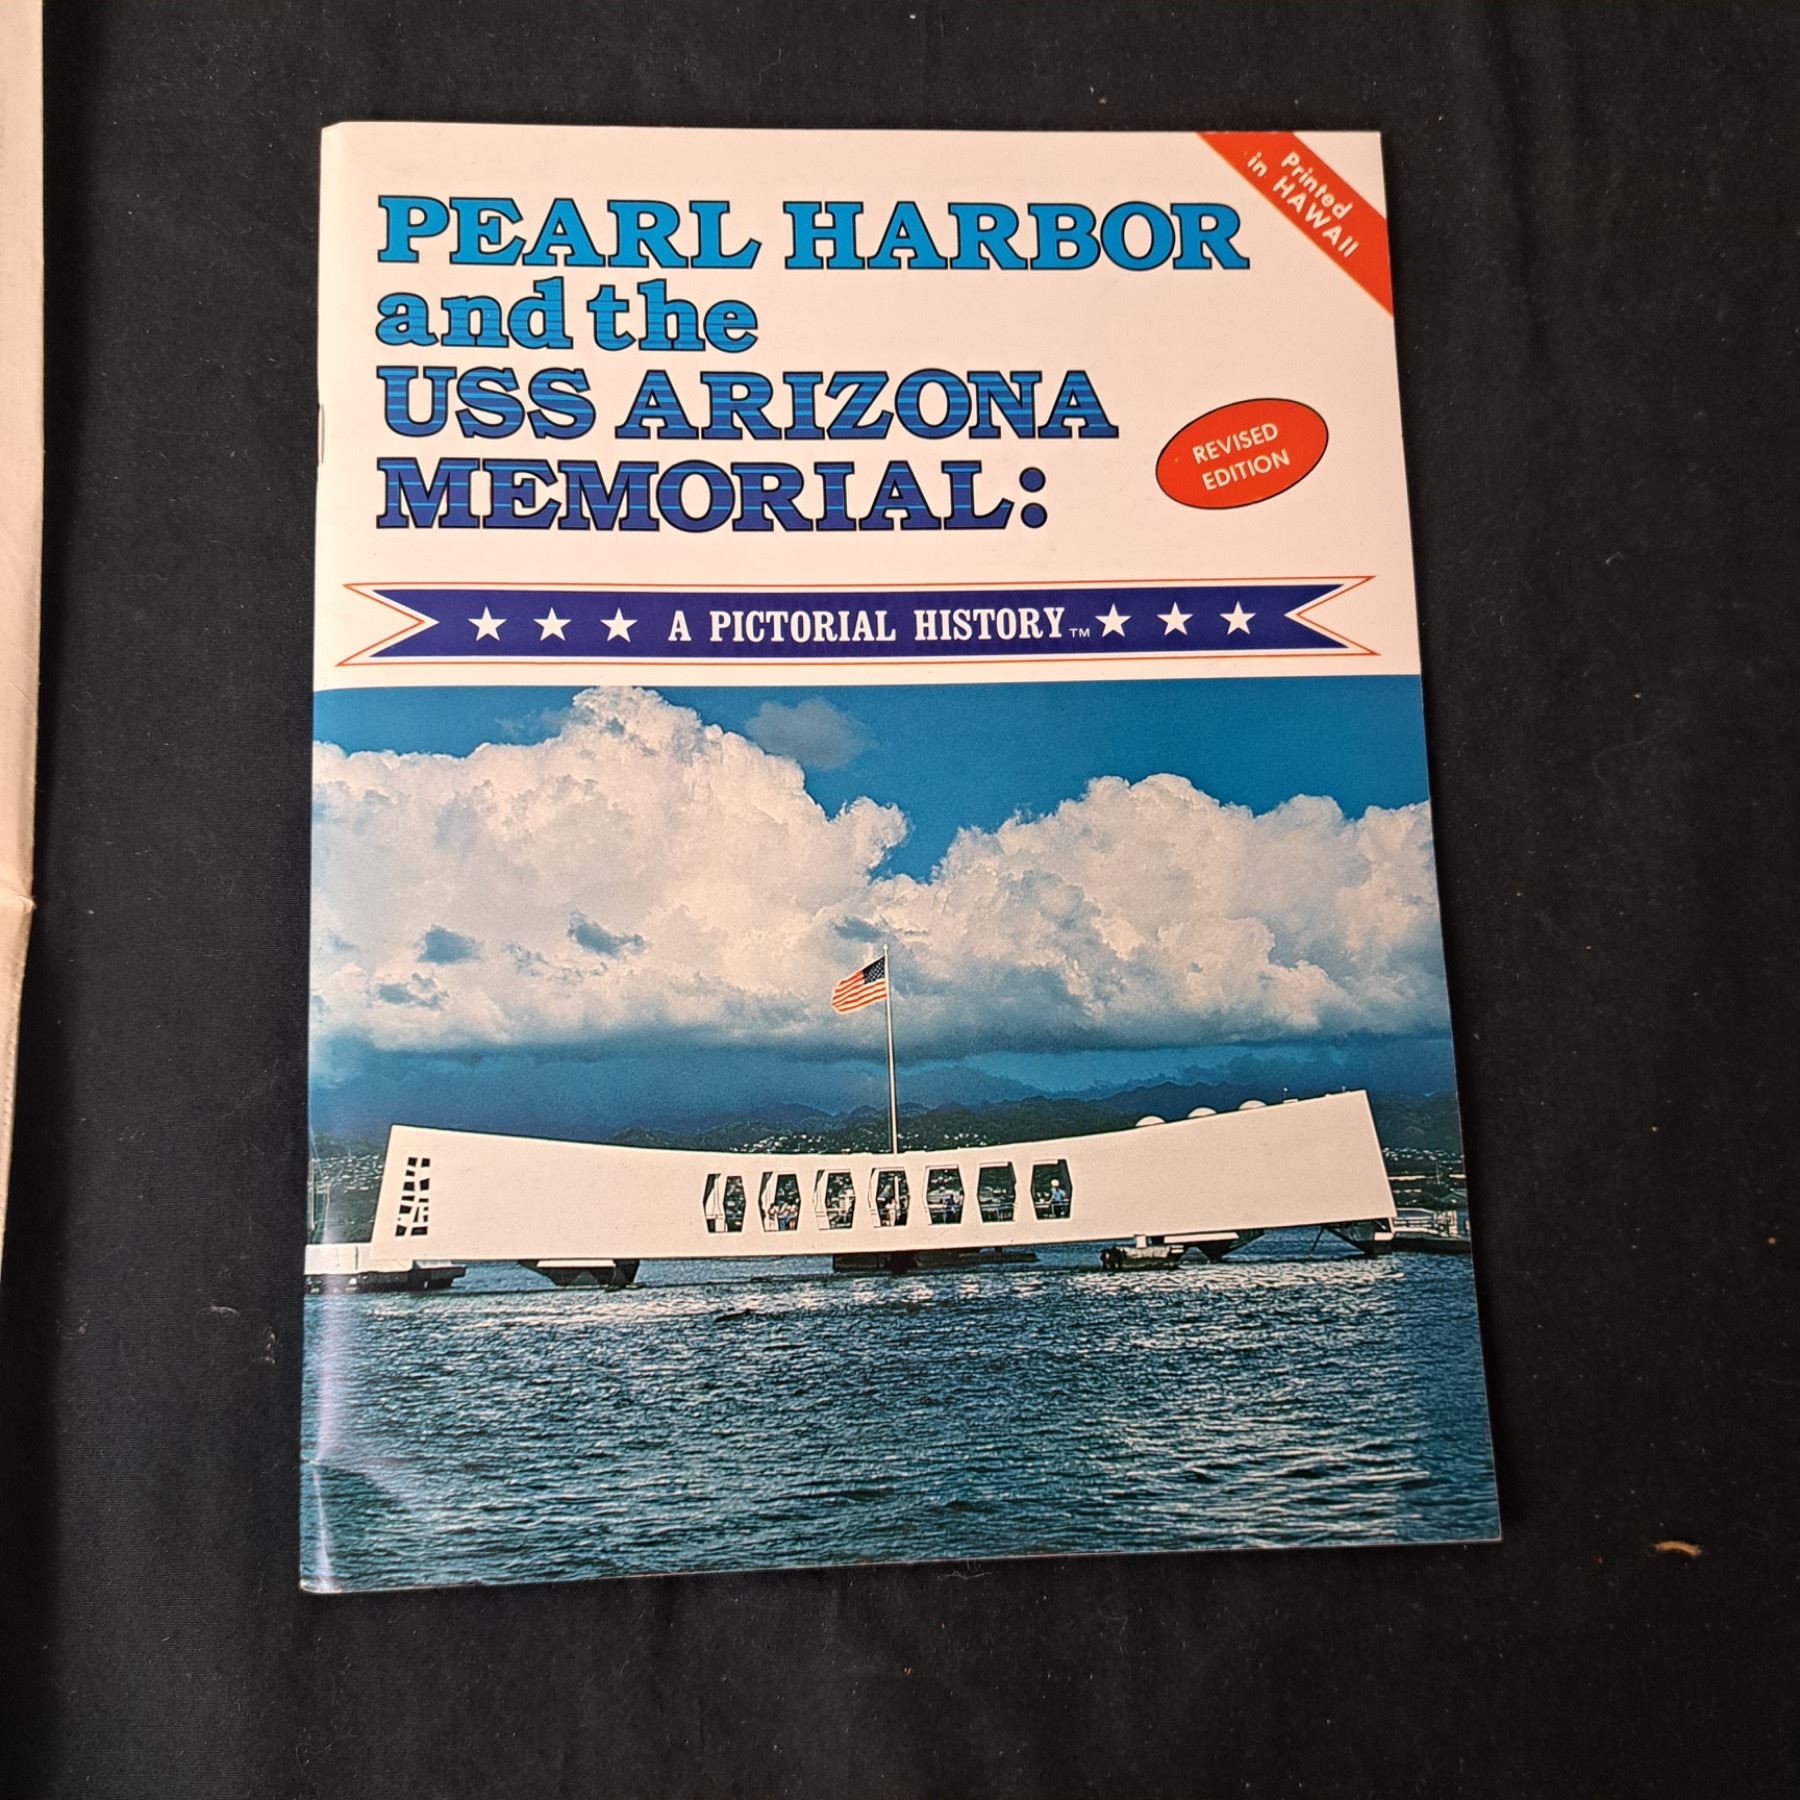 Printed
in HAWAII
PEARL HARBOR
and the
USS ARIZONA
MEMORIAL:
REVISED
EDITION
A PICTORIAL HISTORY™